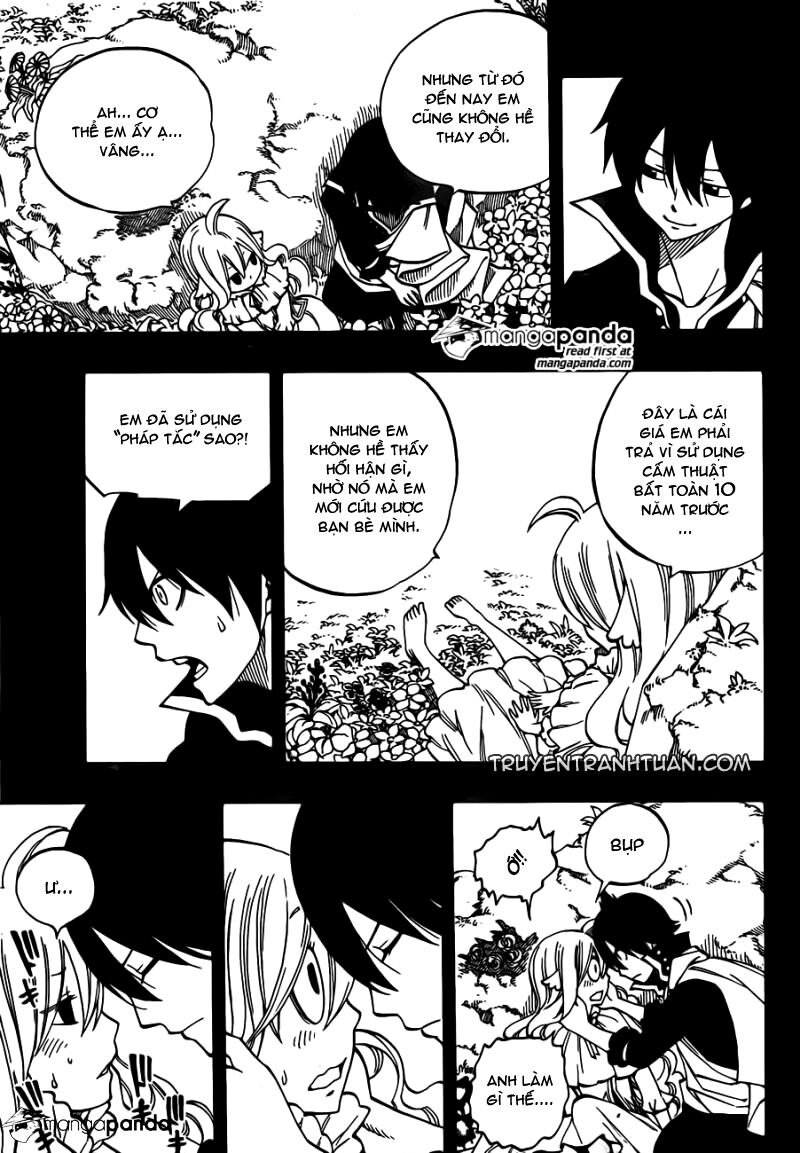 NHƯNG TỪ ĐÓ
ĐẾN NAY EM
CŨNG KHÔNG HỀ
THAY ĐỔI.
AH... CƠ
THỂ EM ẤY Ạ...
VÂNG...
mangapanda
read first at
mangapanda.com
ĐÂY LÀ CÁI
GIÁ EM PHẢI
TRẢ VÌ SỬ DỤNG
CẤM THUẬT
BẤT TOÀN 10
NĂM TRƯỚC
...
NHƯNG EM
KHÔNG HỀ THẤY
HỐI HẬN GÌ,
NHỜ NÓ MÀ EM
MỚI CỨU ĐƯỢC
BẠN BÈ MÌNH.
EM ĐÃ SỬ DỤNG
"PHÁP TẮC" SAO?!
TRUYENTRANHTUAN.COM
BỤP
ỚI!!
ANH LÀM
GÌ THẾ....
Ư...
mangapanda